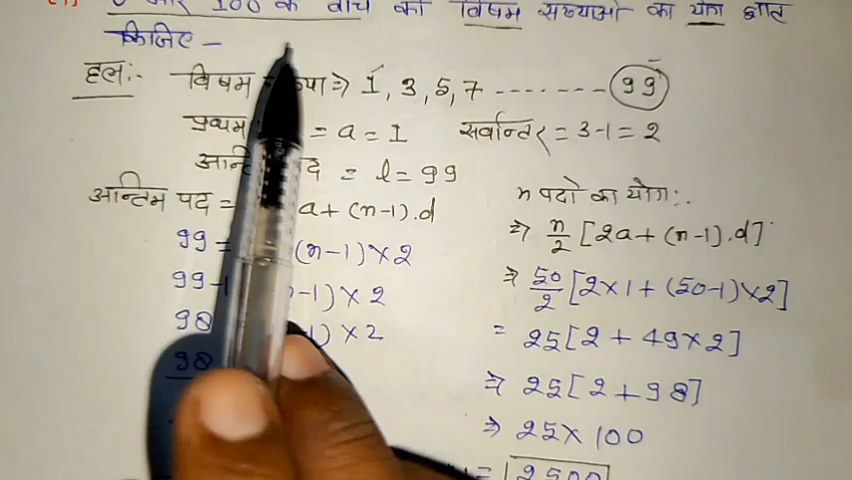 100 के बीच की विषम संख्याओ का योग ज्ञात
किजिए -
हलः- विषम ⇒ 1, 3, 5, 7 ------- 99
प्रथम = a = 1 सर्वान्तर = 3-1 = 2
= l = 99
अन्तिम पद = a + (n-1).d
99 = (n-1) × 2
99-1 -1) × 2
98 -1) × 2
98
n पदो का योग:.
⇒ n/2 [2a + (n-1).d]
⇒ 50/2 [2×1 + (50-1)×2]
= 25[2 + 49×2]
⇒ 25[2 + 98]
⇒ 25 × 100
= 2500